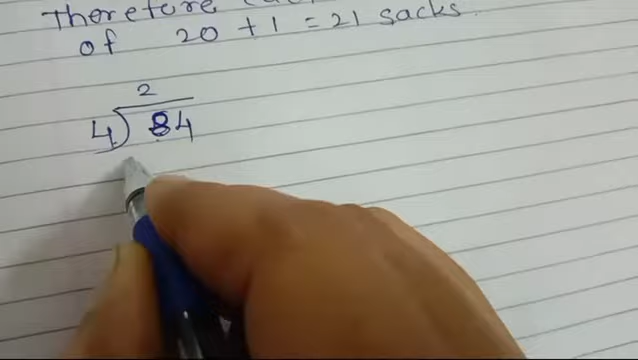 Therefore
of 20 + 1 = 21 sacks
2
4) 84